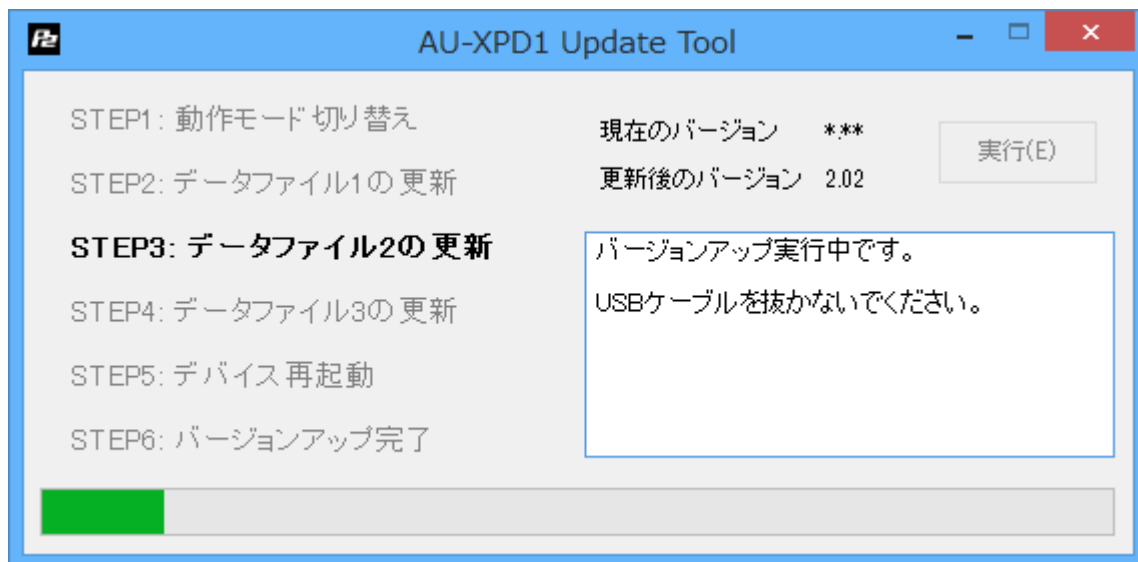 P2
AU-XPD1 Update Tool
STEP1: 動作モード切り替え
STEP2: データファイル1の更新
STEP3: データファイル2の更新
STEP4: データファイル3の更新
STEP5: デバイス再起動
STEP6: バージョンアップ完了
現在のバージョン *.**
更新後のバージョン 2.02
実行(E)
バージョンアップ実行中です。
USBケーブルを抜かないでください。